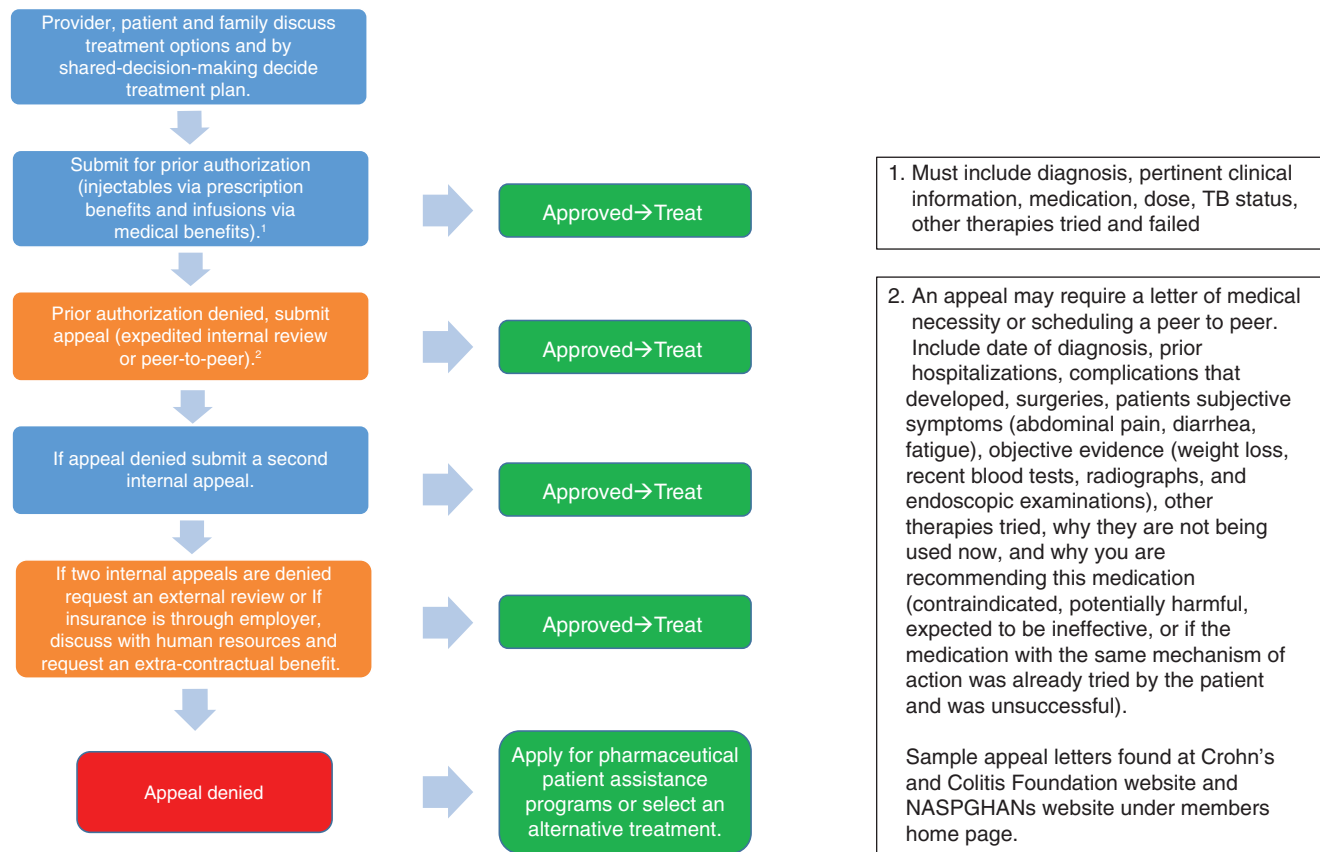 Provider, patient and family discuss
treatment options and by
shared-decision-making decide
treatment plan.
Submit for prior authorization
(injectables via prescription
benefits and infusions via
medical benefits).¹
Approved→Treat
Prior authorization denied, submit
appeal (expedited internal review
or peer-to-peer).²
Approved→Treat
If appeal denied submit a second
internal appeal.
Approved→Treat
If two internal appeals are denied
request an external review or If
insurance is through employer,
discuss with human resources and
request an extra-contractual benefit.
Approved→Treat
Appeal denied
Apply for pharmaceutical
patient assistance
programs or select an
alternative treatment.
1. Must include diagnosis, pertinent clinical
information, medication, dose, TB status,
other therapies tried and failed
2. An appeal may require a letter of medical
necessity or scheduling a peer to peer.
Include date of diagnosis, prior
hospitalizations, complications that
developed, surgeries, patients subjective
symptoms (abdominal pain, diarrhea,
fatigue), objective evidence (weight loss,
recent blood tests, radiographs, and
endoscopic examinations), other
therapies tried, why they are not being
used now, and why you are
recommending this medication
(contraindicated, potentially harmful,
expected to be ineffective, or if the
medication with the same mechanism of
action was already tried by the patient
and was unsuccessful).
Sample appeal letters found at Crohn's
and Colitis Foundation website and
NASPGHANs website under members
home page.